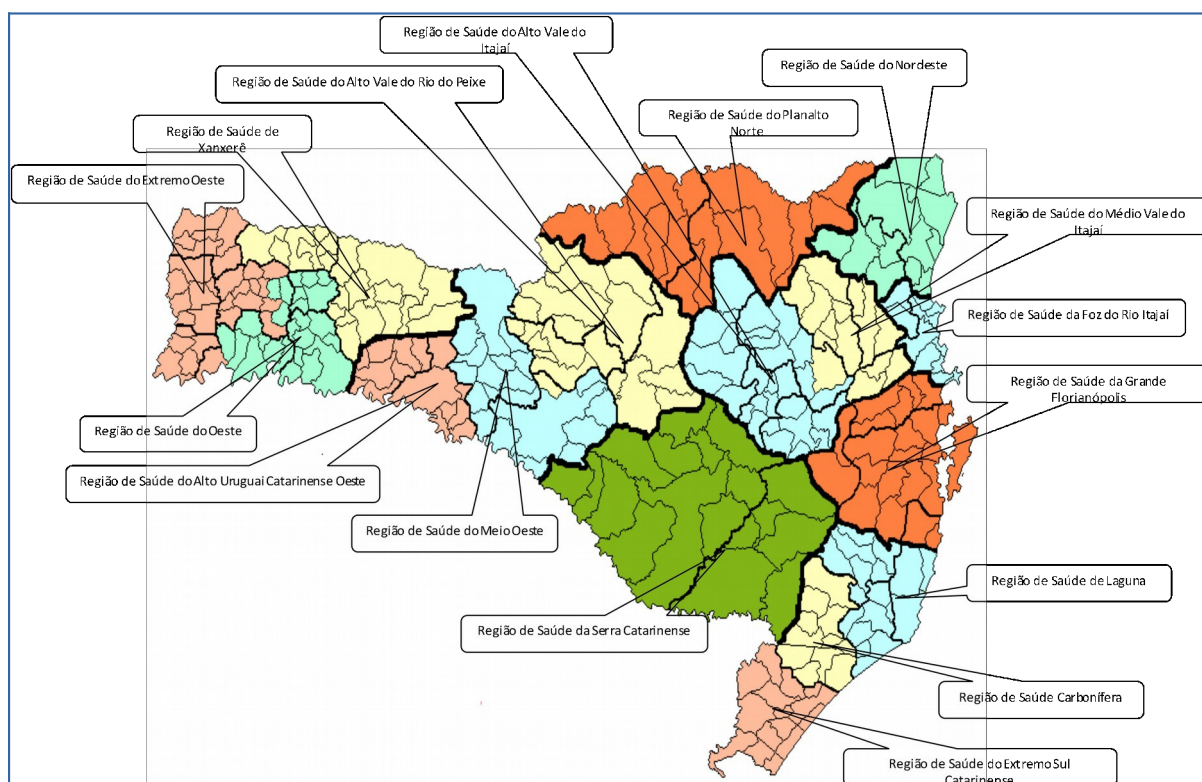 Região de Saúde do Alto Vale do
Itajaí
Região de Saúde do Nordeste
Região de Saúde do Alto Vale do Rio do Peixe
Região de Saúde do Planalto
Norte
Região de Saúde de
Xanxerê
Região de Saúde do Extremo Oeste
Região de Saúde do Médio Vale do
Itajaí
Região de Saúde da Foz do Rio Itajaí
Região de Saúde da Grande
Florianópolis
Região de Saúde do Oeste
Região de Saúde do Alto Uruguai Catarinense Oeste
Região de Saúde do Meio Oeste
Região de Saúde de Laguna
Região de Saúde da Serra Catarinense
Região de Saúde Carbonífera
Região de Saúde do Extremo Sul
Catarinense